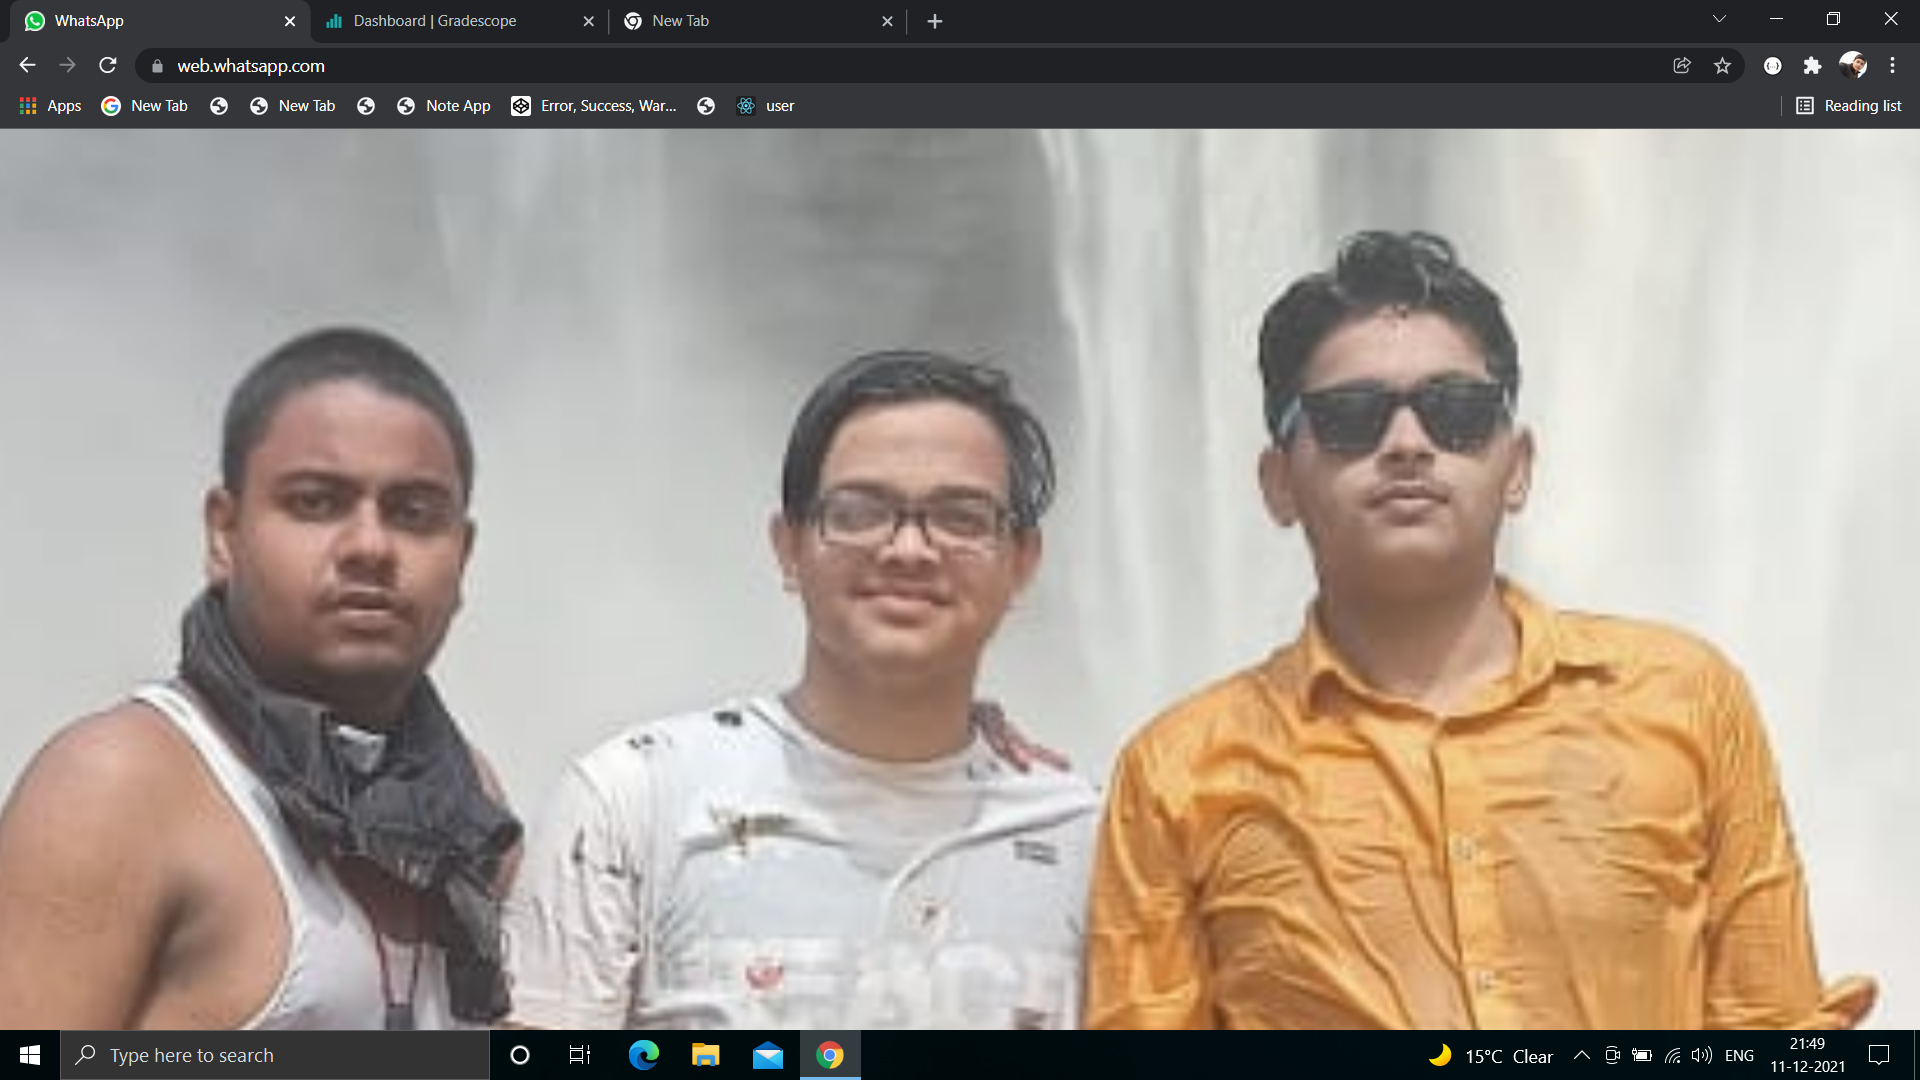 WhatsApp
Dashboard | Gradescope
New Tab
web.whatsapp.com
Apps
New Tab
New Tab
Note App
Error, Success, War...
user
Reading list
Type here to search
15°C Clear
ENG
21:49
11-12-2021